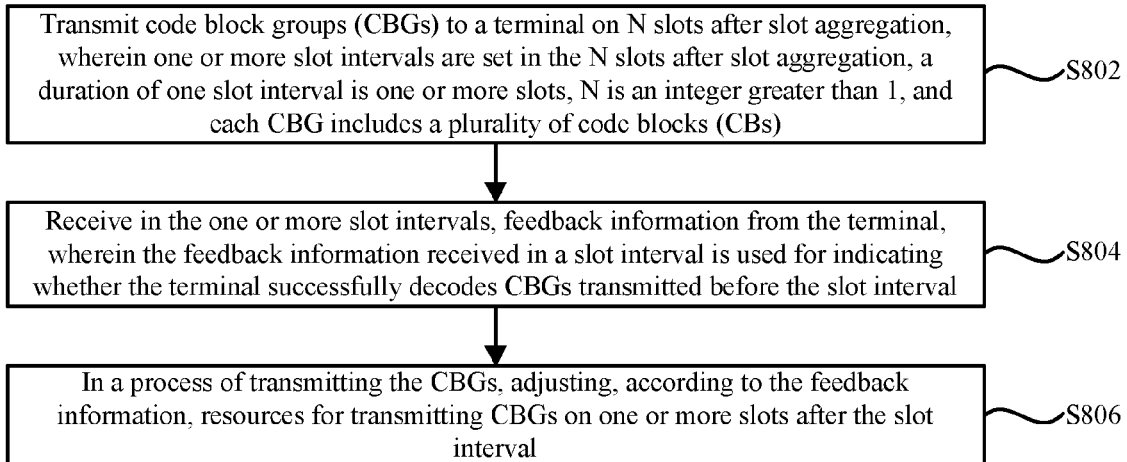 Transmit code block groups (CBGs) to a terminal on N slots after slot aggregation,
wherein one or more slot intervals are set in the N slots after slot aggregation, a
duration of one slot interval is one or more slots, N is an integer greater than 1, and
each CBG includes a plurality of code blocks (CBs)
S802
Receive in the one or more slot intervals, feedback information from the terminal,
wherein the feedback information received in a slot interval is used for indicating
whether the terminal successfully decodes CBGs transmitted before the slot interval
S804
In a process of transmitting the CBGs, adjusting, according to the feedback
information, resources for transmitting CBGs on one or more slots after the slot
interval
S806